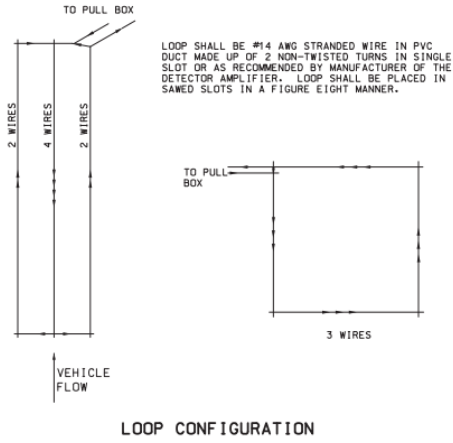 TO PULL BOX
LOOP SHALL BE #14 AWG STRANDED WIRE IN PVC
DUCT MADE UP OF 2 NON-TWISTED TURNS IN SINGLE
SLOT OR AS RECOMMENDED BY MANUFACTURER OF THE
DETECTOR AMPLIFIER. LOOP SHALL BE PLACED IN
SAWED SLOTS IN A FIGURE EIGHT MANNER.
2 WIRES
4 WIRES
2 WIRES
TO PULL
BOX
3 WIRES
VEHICLE
FLOW
LOOP CONFIGURATION